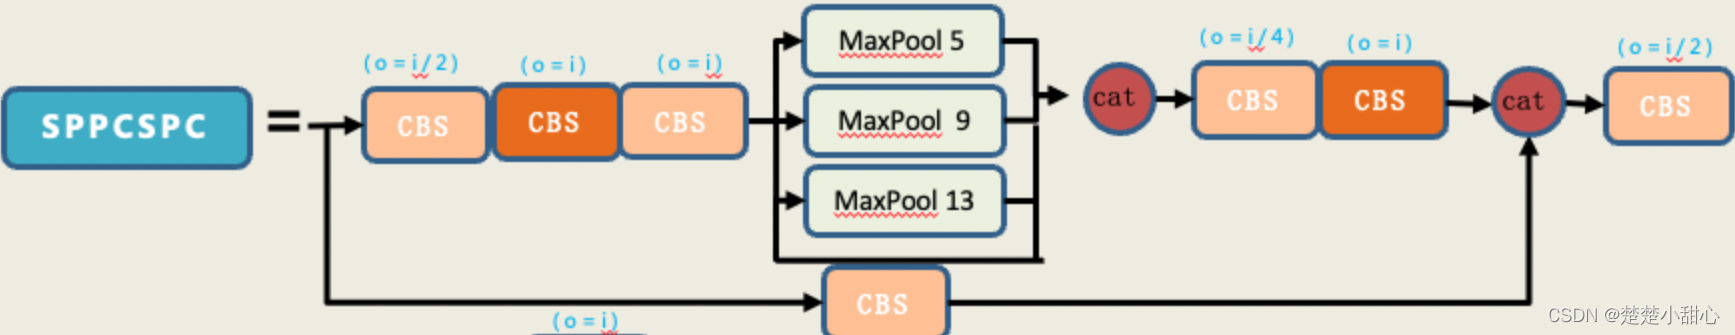 SPPCSPC
=
(o=i/2)
CBS
(o=i)
CBS
(o=i)
CBS
MaxPool 5
MaxPool 9
MaxPool 13
cat
(o=i/4)
CBS
(o=i)
CBS
cat
(o=i/2)
CBS
CBS
(o=i)
CSDN @楚楚小甜心